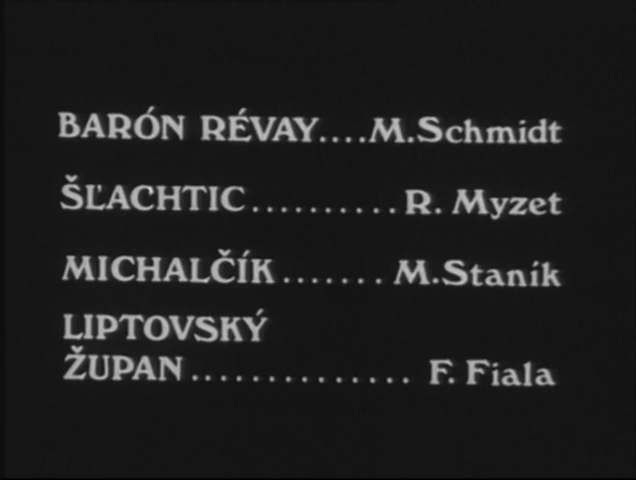 BARÓN RÉVAY....M.Schmidt
ŠĽACHTIC..........R. Myzet
MICHALČÍK.......M.Staník
LIPTOVSKÝ
ŽUPAN............... F. Fiala